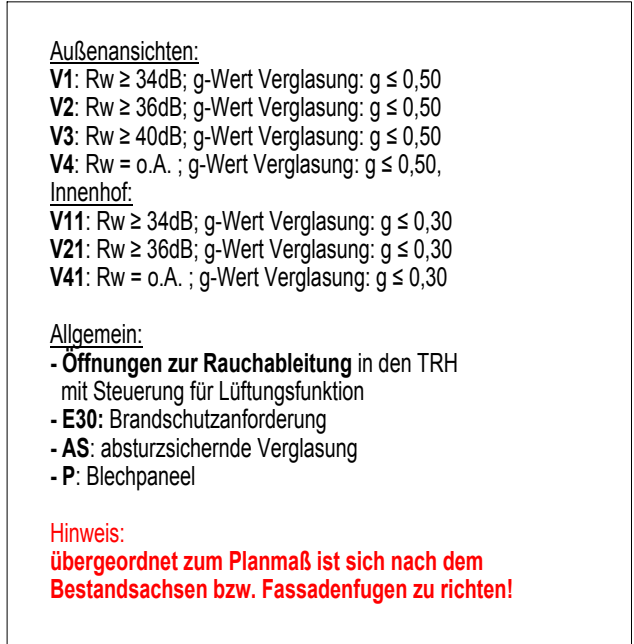 Außenansichten:
V1: Rw ≥ 34dB; g-Wert Verglasung: g ≤ 0,50
V2: Rw ≥ 36dB; g-Wert Verglasung: g ≤ 0,50
V3: Rw ≥ 40dB; g-Wert Verglasung: g ≤ 0,50
V4: Rw = o.A. ; g-Wert Verglasung: g ≤ 0,50,
Innenhof:
V11: Rw ≥ 34dB; g-Wert Verglasung: g ≤ 0,30
V21: Rw ≥ 36dB; g-Wert Verglasung: g ≤ 0,30
V41: Rw = o.A. ; g-Wert Verglasung: g ≤ 0,30
Allgemein:
- Öffnungen zur Rauchableitung in den TRH
mit Steuerung für Lüftungsfunktion
- E30: Brandschutzanforderung
- AS: absturzsichernde Verglasung
- P: Blechpaneel
Hinweis:
übergeordnet zum Planmaß ist sich nach dem
Bestandsachsen bzw. Fassadenfugen zu richten!